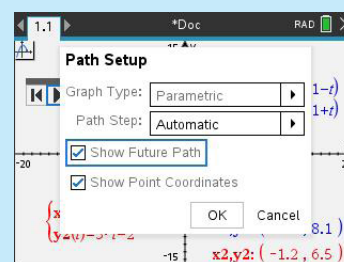 1.1
*Doc
RAD
Path Setup
Graph Type: Parametric
1-t)
Path Step: Automatic
1+t)
Show Future Path
-20
Show Point Coordinates
OK Cancel
8.1 )
-15
x2,y2: ( -1.2 , 6.5 )